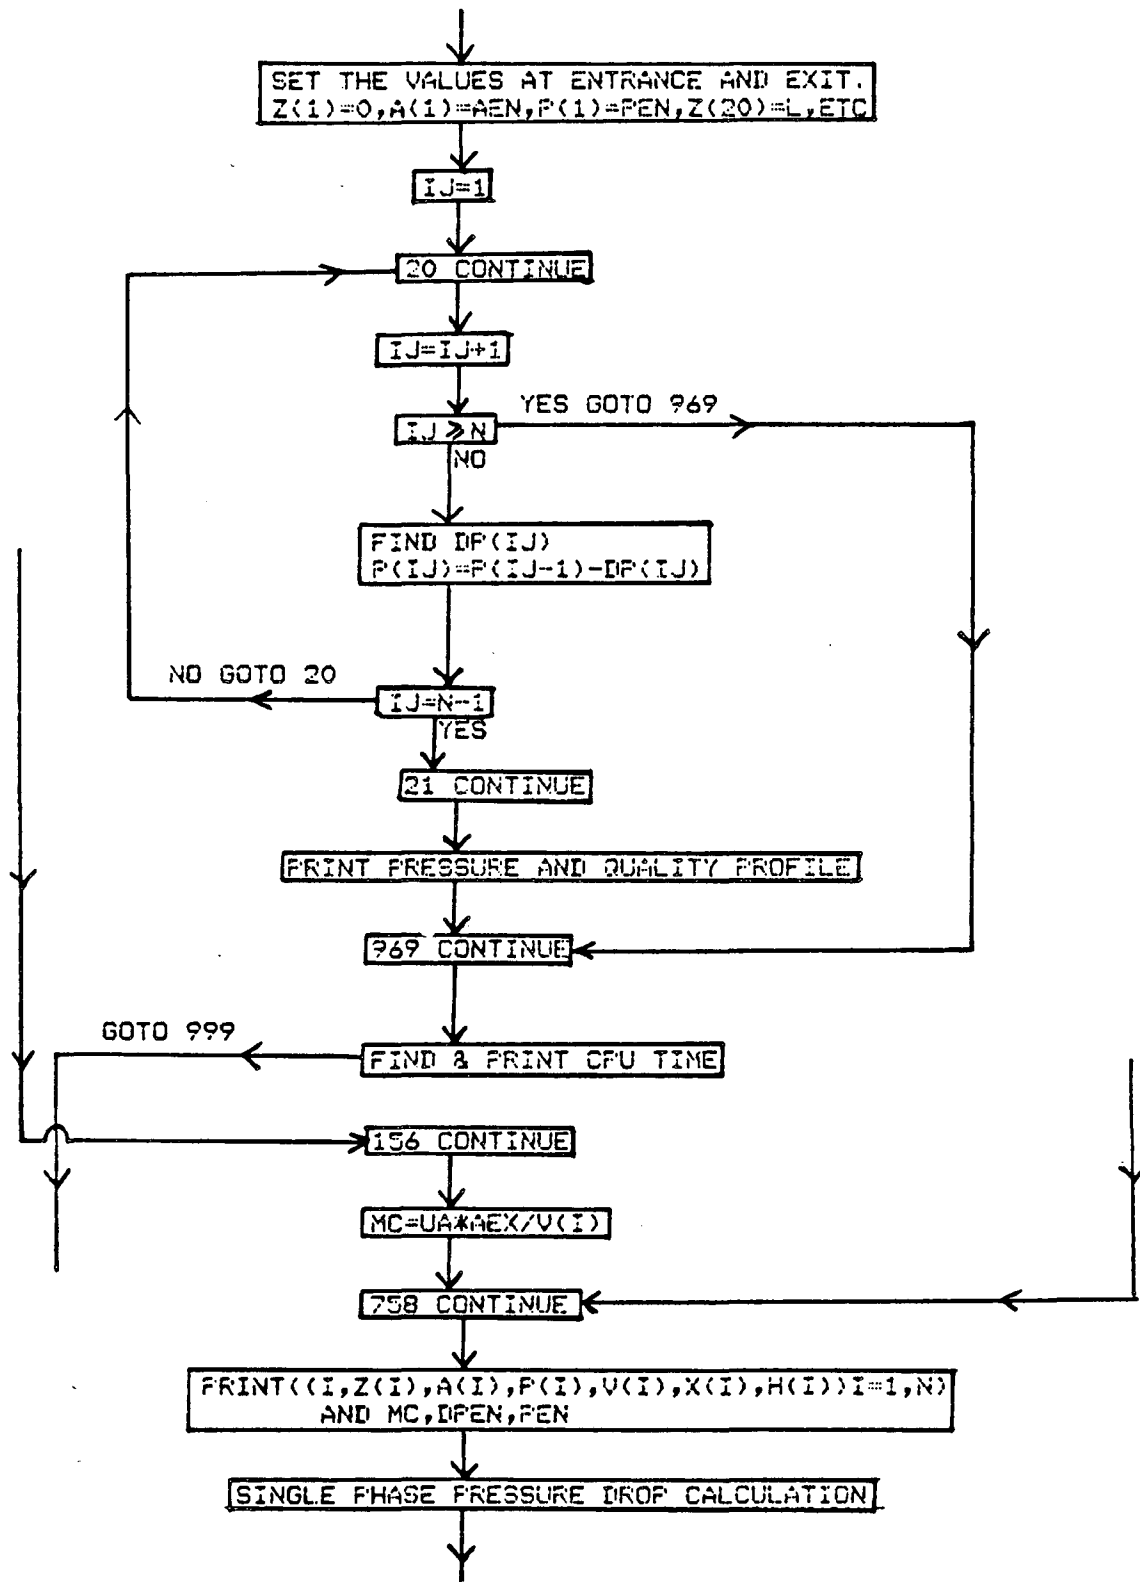 SET THE VALUES AT ENTRANCE AND EXIT.
Z(1)=0,A(1)=AEN,P(1)=PEN,Z(20)=L,ETC
IJ=1
20 CONTINUE
IJ=IJ+1
YES GOTO 969
IJ ⩾ N
NO
FIND DP(IJ)
P(IJ)=P(IJ-1)-DP(IJ)
NO GOTO 20
IJ=N-1
YES
21 CONTINUE
PRINT PRESSURE AND QUALITY PROFILE
969 CONTINUE
GOTO 999
FIND & PRINT CPU TIME
156 CONTINUE
MC=UA*AEX/V(I)
758 CONTINUE
PRINT((I,Z(I),A(I),P(I),V(I),X(I),H(I))I=1,N)
AND MC,DPEN,PEN
SINGLE PHASE PRESSURE DROP CALCULATION